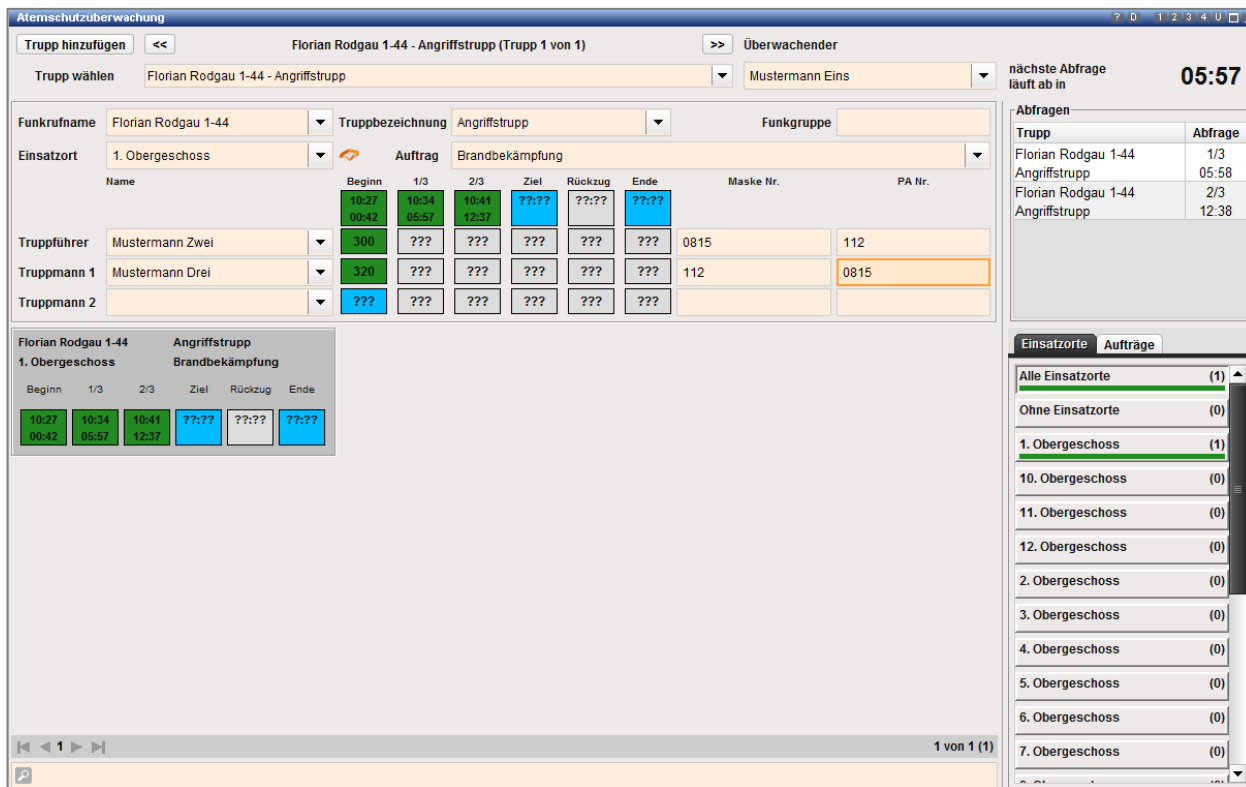 Atemschutzüberwachung
? D 1 2 3 4 U
Trupp hinzufügen << Florian Rodgau 1-44 - Angriffstrupp (Trupp 1 von 1) >> Überwachender
Trupp wählen Florian Rodgau 1-44 - Angriffstrupp Mustermann Eins
nächste Abfrage
läuft ab in
05:57
Funkrufname Florian Rodgau 1-44 Truppbezeichnung Angriffstrupp Funkgruppe
Einsatzort 1. Obergeschoss Auftrag Brandbekämpfung
Name Beginn 1/3 2/3 Ziel Rückzug Ende Maske Nr. PA Nr.
10:27 10:34 10:41 ??:?? ??:?? ??:??
00:42 05:57 12:37
Truppführer Mustermann Zwei 300 ??? ??? ??? ??? ??? 0815 112
Truppmann 1 Mustermann Drei 320 ??? ??? ??? ??? ??? 112 0815
Truppmann 2 ??? ??? ??? ??? ??? ???
Florian Rodgau 1-44 Angriffstrupp
1. Obergeschoss Brandbekämpfung
Beginn 1/3 2/3 Ziel Rückzug Ende
10:27 10:34 10:41 ??:?? ??:?? ??:??
00:42 05:57 12:37
1 1 von 1 (1)
Abfragen
Trupp Abfrage
Florian Rodgau 1-44 1/3
Angriffstrupp 05:58
Florian Rodgau 1-44 2/3
Angriffstrupp 12:38
Einsatzorte Aufträge
Alle Einsatzorte (1)
Ohne Einsatzorte (0)
1. Obergeschoss (1)
10. Obergeschoss (0)
11. Obergeschoss (0)
12. Obergeschoss (0)
2. Obergeschoss (0)
3. Obergeschoss (0)
4. Obergeschoss (0)
5. Obergeschoss (0)
6. Obergeschoss (0)
7. Obergeschoss (0)